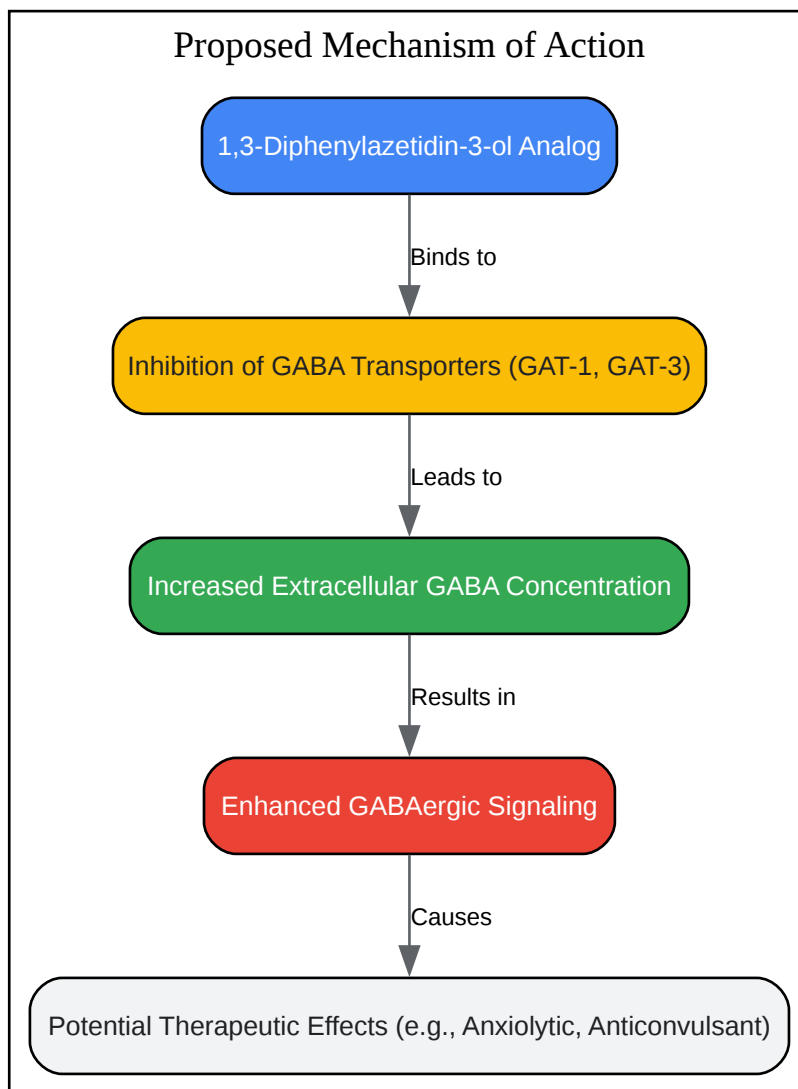 Proposed Mechanism of Action
1,3-Diphenylazetidin-3-ol Analog
Binds to
Inhibition of GABA Transporters (GAT-1, GAT-3)
Leads to
Increased Extracellular GABA Concentration
Results in
Enhanced GABAergic Signaling
Causes
Potential Therapeutic Effects (e.g., Anxiolytic, Anticonvulsant)